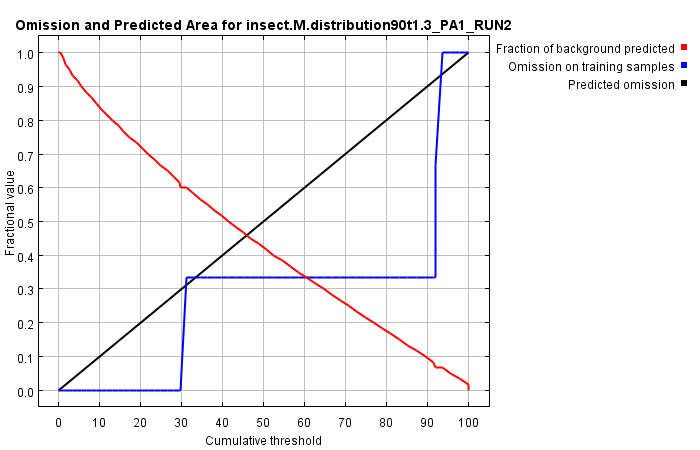 Omission and Predicted Area for insect.M.distribution90t1.3_PA1_RUN2
Fraction of background predicted
Omission on training samples
Predicted omission
1.0
0.9
0.8
0.7
0.6
0.5
0.4
0.3
0.2
0.1
0.0
Fractional value
0 10 20 30 40 50 60 70 80 90 100
Cumulative threshold